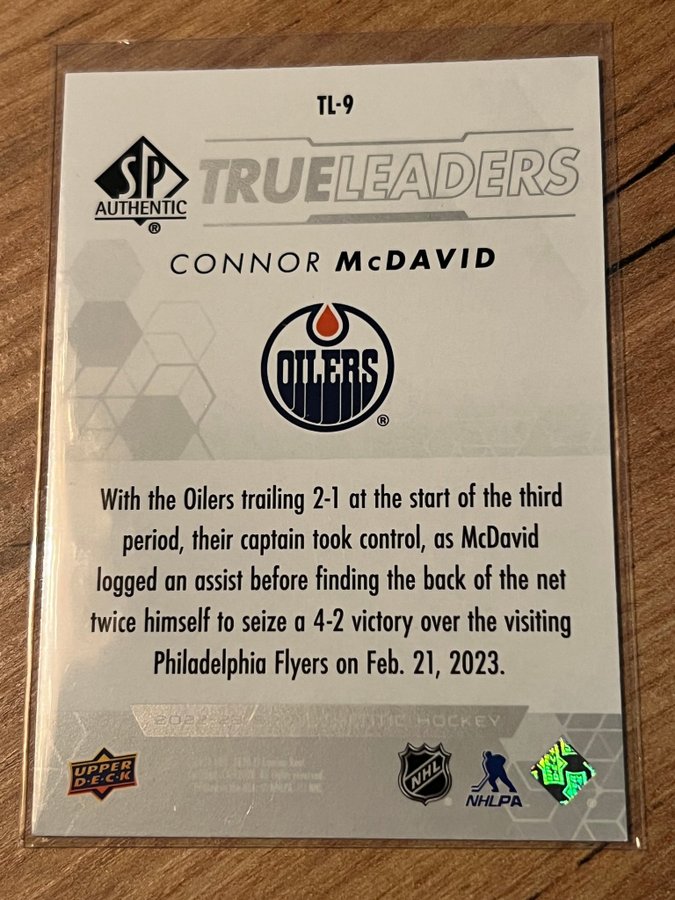 TL-9
SP
AUTHENTIC
®
TRUELEADERS
CONNOR McDAVID
OILERS
®
With the Oilers trailing 2-1 at the start of the third
period, their captain took control, as McDavid
logged an assist before finding the back of the net
twice himself to seize a 4-2 victory over the visiting
Philadelphia Flyers on Feb. 21, 2023.
HOCKEY
UPPER
D·E·C·K
NHL
NHLPA